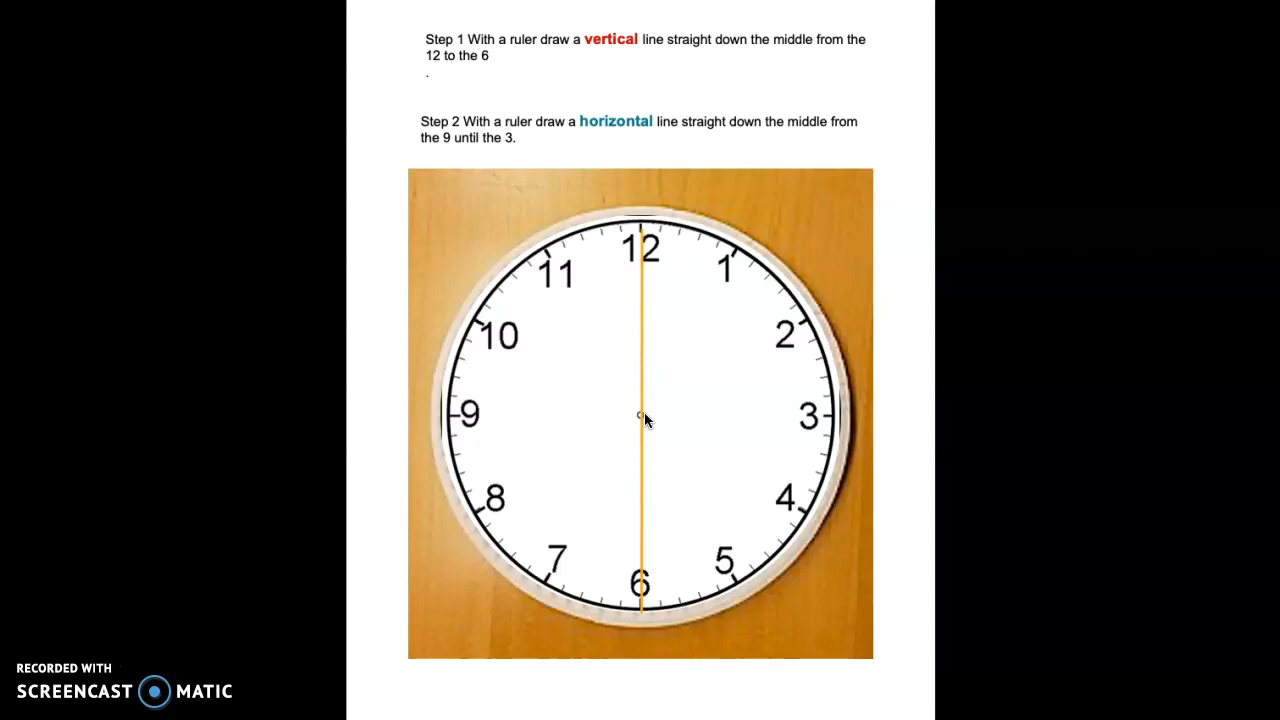 Step 1 With a ruler draw a vertical line straight down the middle from the
12 to the 6
.
Step 2 With a ruler draw a horizontal line straight down the middle from
the 9 until the 3.
12
11
1
10
2
9
3
8
4
7
5
6
RECORDED WITH
SCREENCAST MATIC